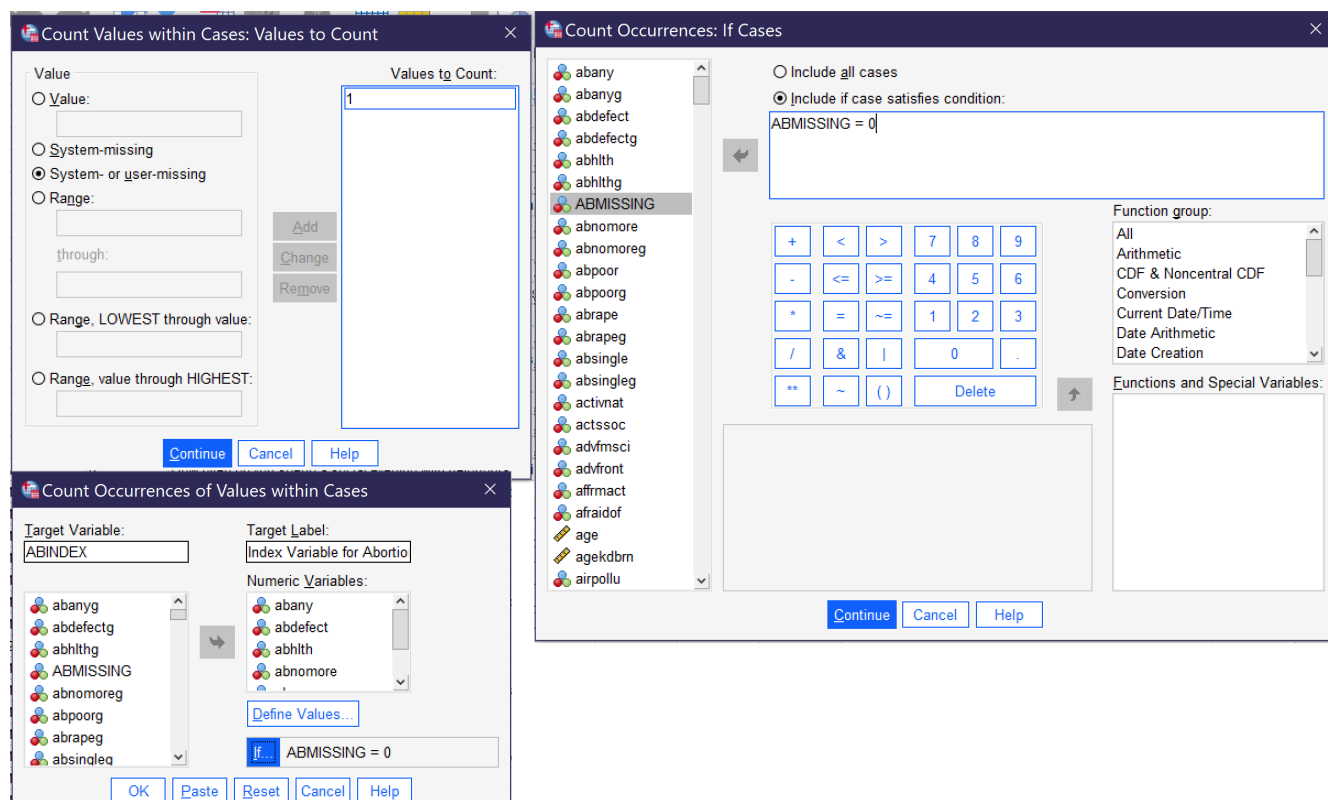 Count Values within Cases: Values to Count
Value
Value:
System-missing
System- or user-missing
Range:
through:
Range, LOWEST through value:
Range, value through HIGHEST:
Values to Count:
1
Add
Change
Remove
Continue
Cancel
Help
Count Occurrences of Values within Cases
Target Variable:
ABINDEX
Target Label:
Index Variable for Abortio
Numeric Variables:
abanyg
abdefectg
abhlthg
ABMISSING
abnomoreg
abpoorg
abrapeg
absingleg
abany
abdefect
abhlth
abnomore
Define Values...
If...
ABMISSING = 0
OK
Paste
Reset
Cancel
Help
Count Occurrences: If Cases
abany
abanyg
abdefect
abdefectg
abhlth
abhlthg
ABMISSING
abnomore
abnomoreg
abpoor
abpoorg
abrape
abrapeg
absingle
absingleg
activnat
actssoc
advfmsci
advfront
affrmact
afraidof
age
agekdbrn
airpollu
Include all cases
Include if case satisfies condition:
ABMISSING = 0
+ < > 7 8 9
- <= >= 4 5 6
* = ~= 1 2 3
/ & | 0 .
** ~ ( ) Delete
Function group:
All
Arithmetic
CDF & Noncentral CDF
Conversion
Current Date/Time
Date Arithmetic
Date Creation
Functions and Special Variables:
Continue
Cancel
Help